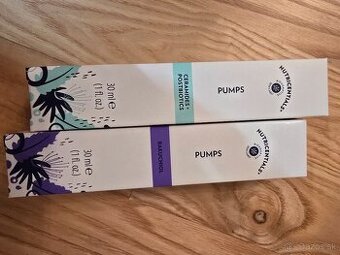 30 ml e
(1 fl.oz.)
CERAMIDES +
POSTBIOTICS
PUMPS
NUTRICENTIALS
30 ml e
(1 fl.oz.)
BAKUCHIOL
PUMPS
NUTRICENTIALS